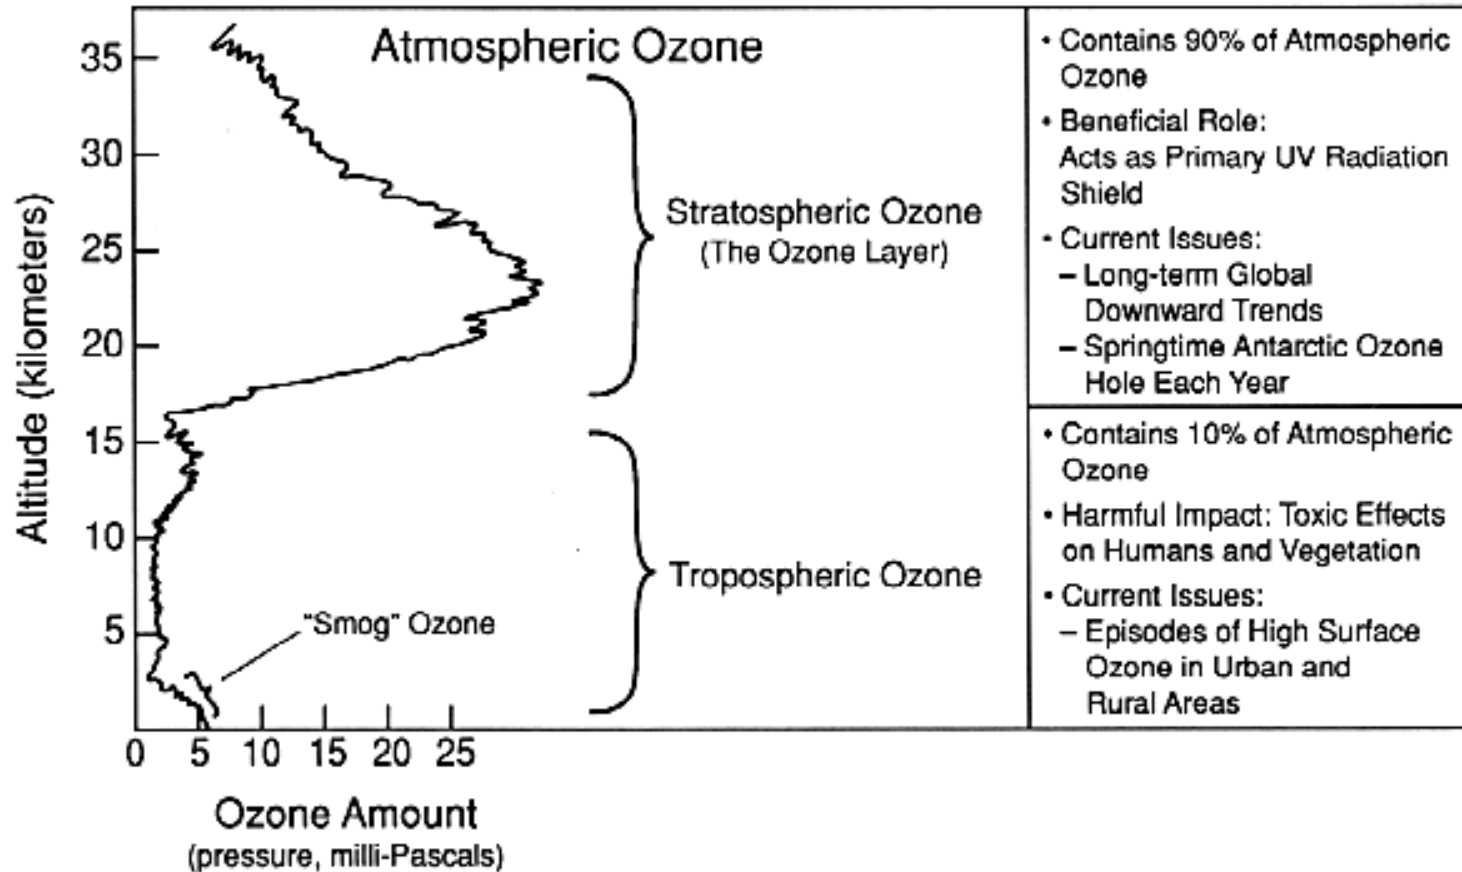 Atmospheric Ozone
35
30
25
20
15
10
5
Altitude (kilometers)
0 5 10 15 20 25
Ozone Amount
(pressure, milli-Pascals)
Stratospheric Ozone
(The Ozone Layer)
Tropospheric Ozone
"Smog" Ozone
• Contains 90% of Atmospheric
Ozone
• Beneficial Role:
Acts as Primary UV Radiation
Shield
• Current Issues:
– Long-term Global
Downward Trends
– Springtime Antarctic Ozone
Hole Each Year
• Contains 10% of Atmospheric
Ozone
• Harmful Impact: Toxic Effects
on Humans and Vegetation
• Current Issues:
– Episodes of High Surface
Ozone in Urban and
Rural Areas